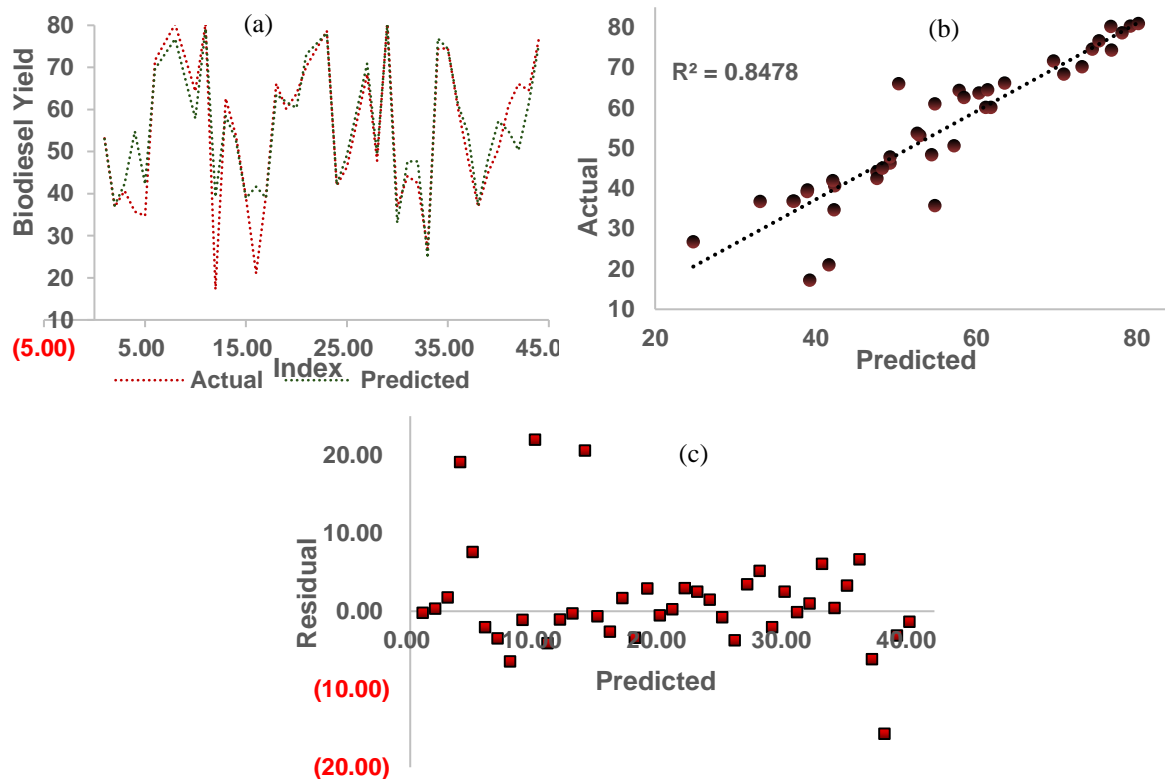 (a)
Biodiesel Yield
80
70
60
50
40
30
20
10
(5.00) 5.00 15.00 25.00 35.00 45.0
Index
Actual Predicted
(b)
R² = 0.8478
Actual
80
70
60
50
40
30
20
10
20 40 60 80
Predicted
(c)
Residual
20.00
10.00
0.00
(10.00)
(20.00)
0.00 10.00 20.00 30.00 40.00
Predicted